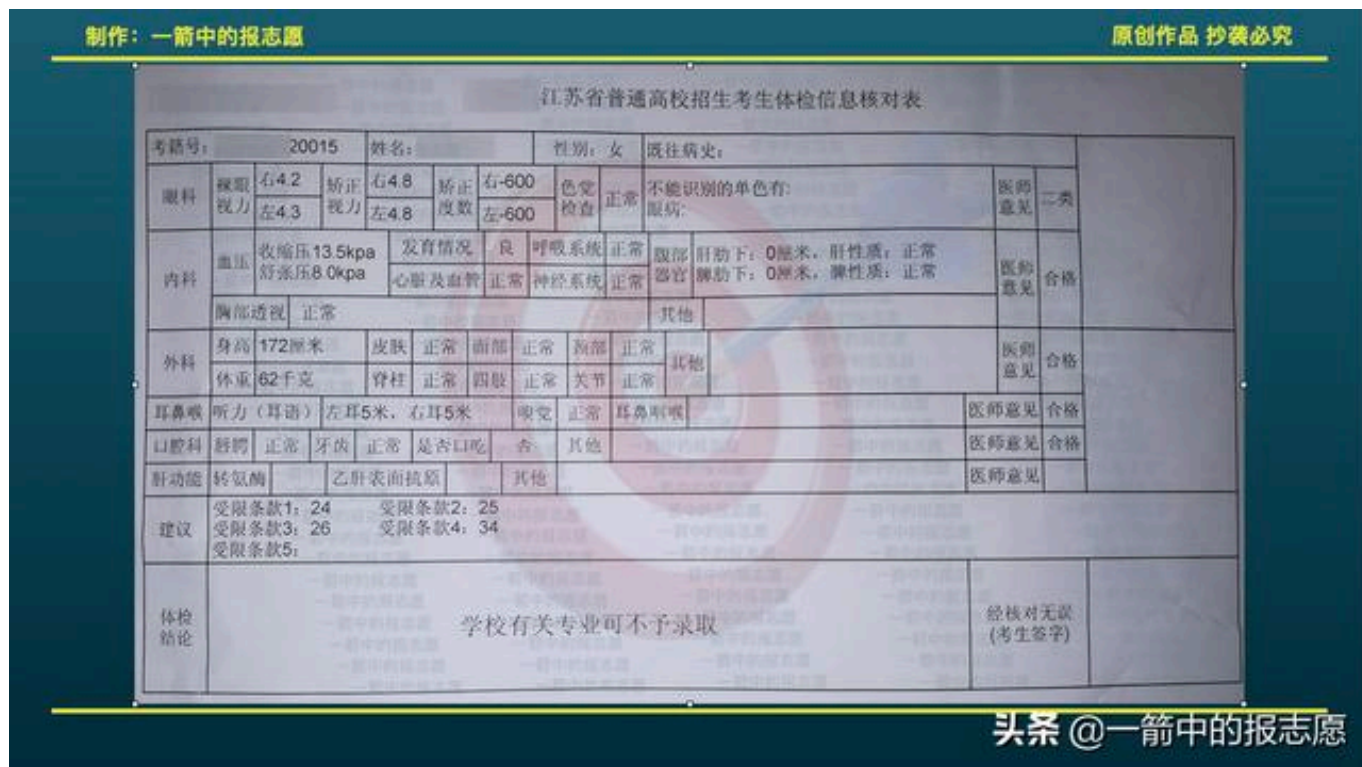 制作：一箭中的报志愿
原创作品 抄袭必究
江苏省普通高校招生考生体检信息核对表
考籍号： 20015 姓名： 性别：女 既往病史：
眼科 裸眼视力 右4.2 左4.3 矫正视力 右4.8 左4.8 矫正度数 右-600 左-600 色觉检查 正常 不能识别的单色有: 眼病: 医师意见 二类
内科 血压 收缩压13.5kpa 舒张压8.0kpa 发育情况 良 呼吸系统 正常 腹部器官 肝肋下：0厘米，肝性质：正常 医师意见 合格
心脏及血管 正常 神经系统 正常 脾肋下：0厘米，脾性质：正常
胸部透视 正常 其他
外科 身高 172厘米 皮肤 正常 面部 正常 颈部 正常 其他 医师意见 合格
体重 62千克 脊柱 正常 四肢 正常 关节 正常
耳鼻喉 听力（耳语） 左耳5米，右耳5米 嗅觉 正常 耳鼻咽喉 医师意见 合格
口腔科 唇腭 正常 牙齿 正常 是否口吃 否 其他 医师意见 合格
肝功能 转氨酶 乙肝表面抗原 其他 医师意见
建议 受限条款1：24 受限条款2：25
受限条款3：26 受限条款4：34
受限条款5：
体检结论 学校有关专业可不予录取 经核对无误
(考生签字)
头条 @一箭中的报志愿